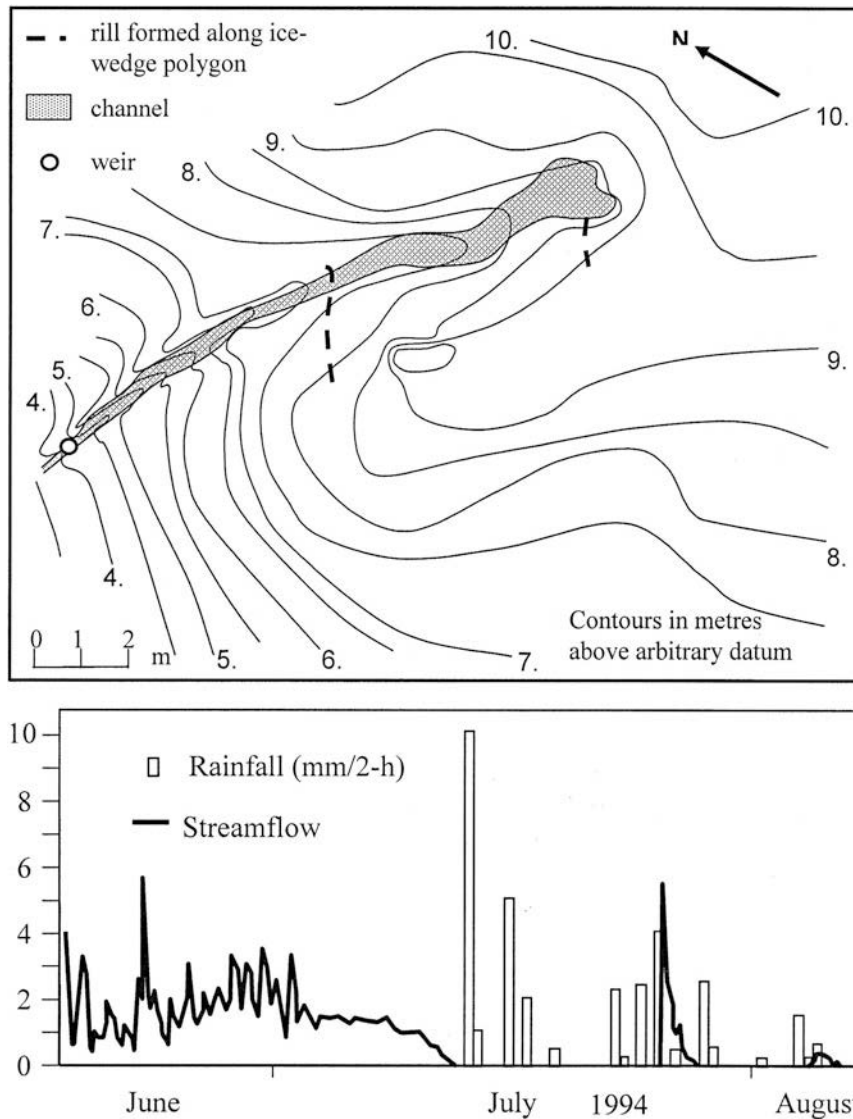 rill formed along ice-
wedge polygon
channel
weir
N
10.
10.
9.
8.
7.
6.
5.
4.
9.
8.
4.
5.
6.
7.
0 1 2
m
Contours in metres
above arbitrary datum
10
8
6
4
2
0
Rainfall (mm/2-h)
Streamflow
June
July
1994
August